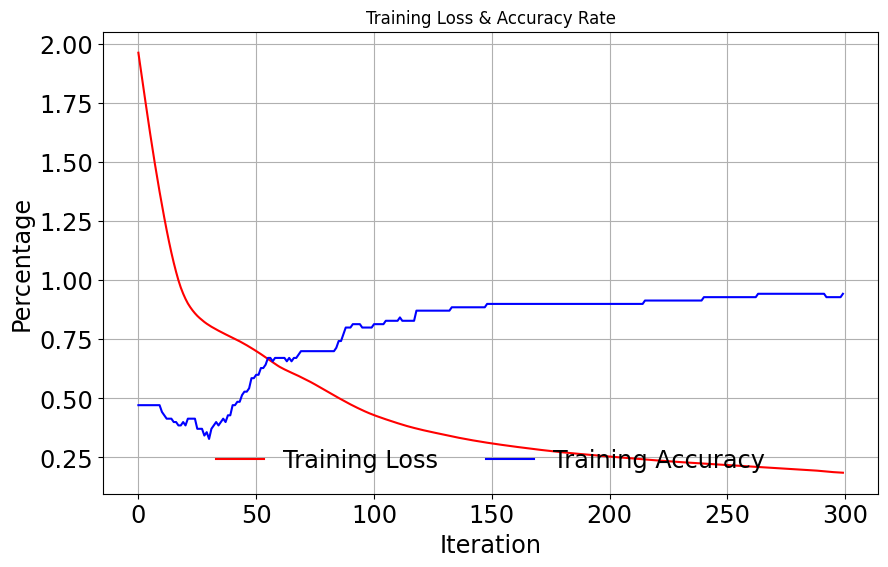 Training Loss & Accuracy Rate
2.00
1.75
1.50
1.25
1.00
0.75
0.50
0.25
Percentage
Training Loss Training Accuracy
0 50 100 150 200 250 300
Iteration